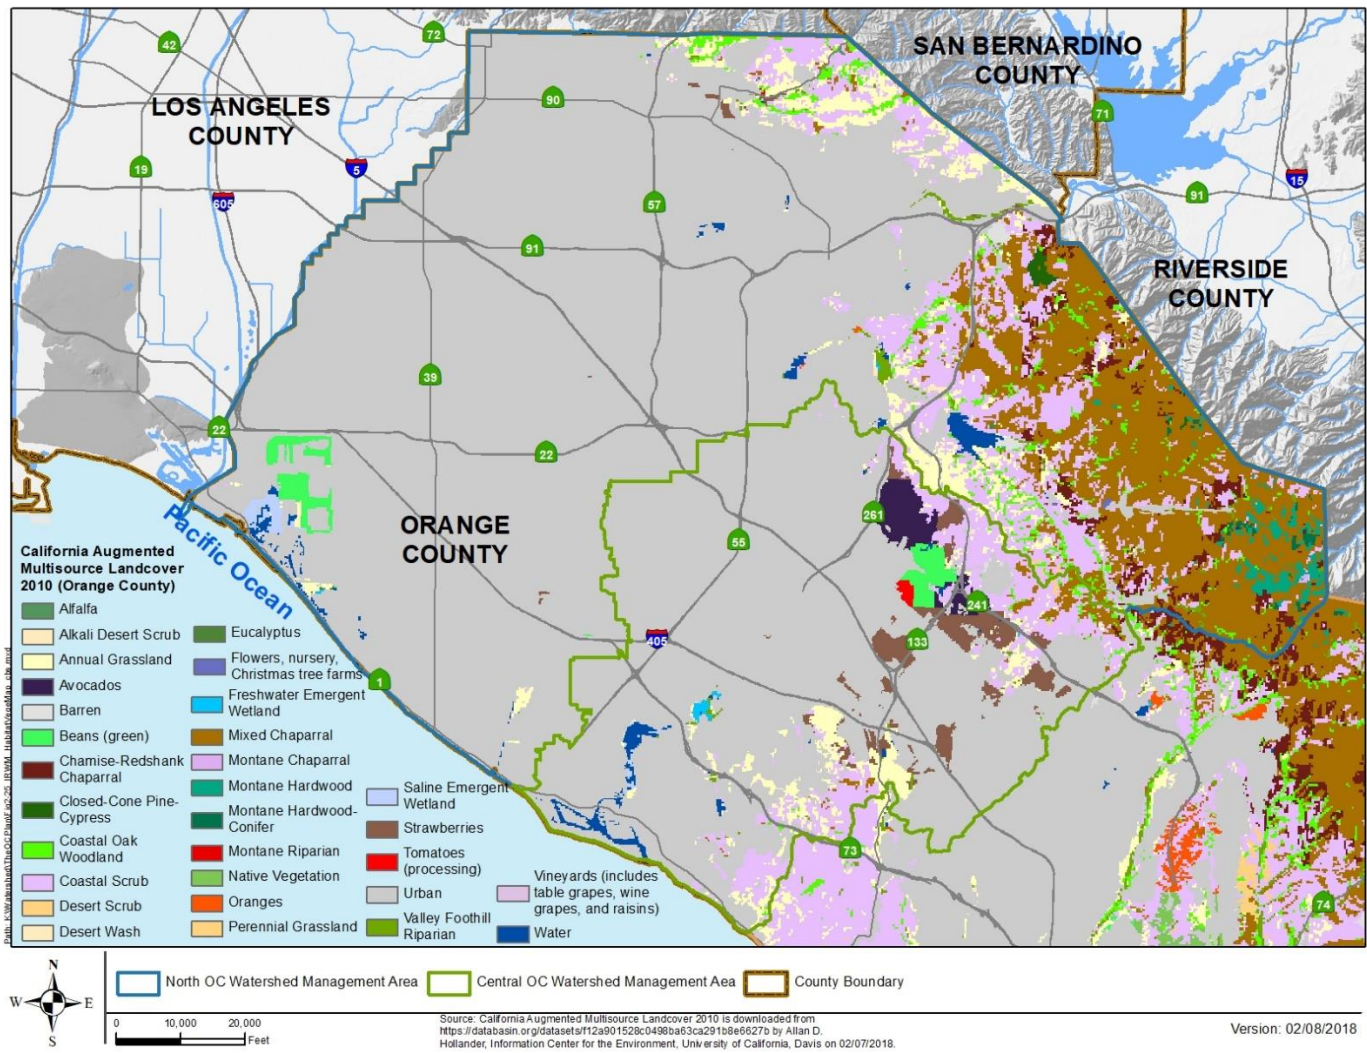 72
42
SAN BERNARDINO
COUNTY
LOS ANGELES
COUNTY
90
71
19
5
15
605
57
91
91
RIVERSIDE
COUNTY
39
22
22
261
ORANGE
COUNTY
55
Pacific Ocean
241
405
133
1
73
74
California Augmented
Multisource Landcover
2010 (Orange County)
Alfalfa
Alkali Desert Scrub
Annual Grassland
Avocados
Barren
Beans (green)
Chamise-Redshank
Chaparral
Closed-Cone Pine-
Cypress
Coastal Oak
Woodland
Coastal Scrub
Desert Scrub
Desert Wash
Eucalyptus
Flowers, nursery,
Christmas tree farms
Freshwater Emergent
Wetland
Mixed Chaparral
Montane Chaparral
Montane Hardwood
Montane Hardwood-
Conifer
Montane Riparian
Native Vegetation
Oranges
Perennial Grassland
Saline Emergent
Wetland
Strawberries
Tomatoes
(processing)
Urban
Valley Foothill
Riparian
Vineyards (includes
table grapes, wine
grapes, and raisins)
Water
N
W
E
S
0 10,000 20,000
Feet
North OC Watershed Management Area
Central OC Watershed Management Aea
County Boundary
Source: California Augmented Multisource Landcover 2010 is downloaded from
https://databasin.org/datasets/f12a901528c0498ba63ca291b8e6627b by Allan D.
Hollander, Information Center for the Environment, University of California, Davis on 02/07/2018.
Version: 02/08/2018